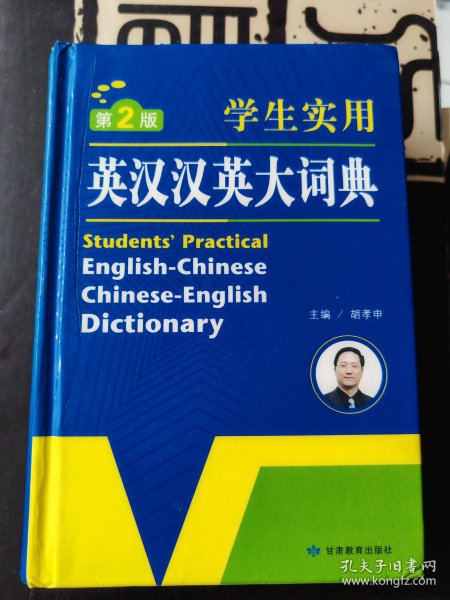 第2版
学生实用
英汉汉英大词典
Students' Practical
English-Chinese
Chinese-English
Dictionary
主编 / 胡孝申
甘肃教育出版社
孔夫子旧书网
www.kongfz.com